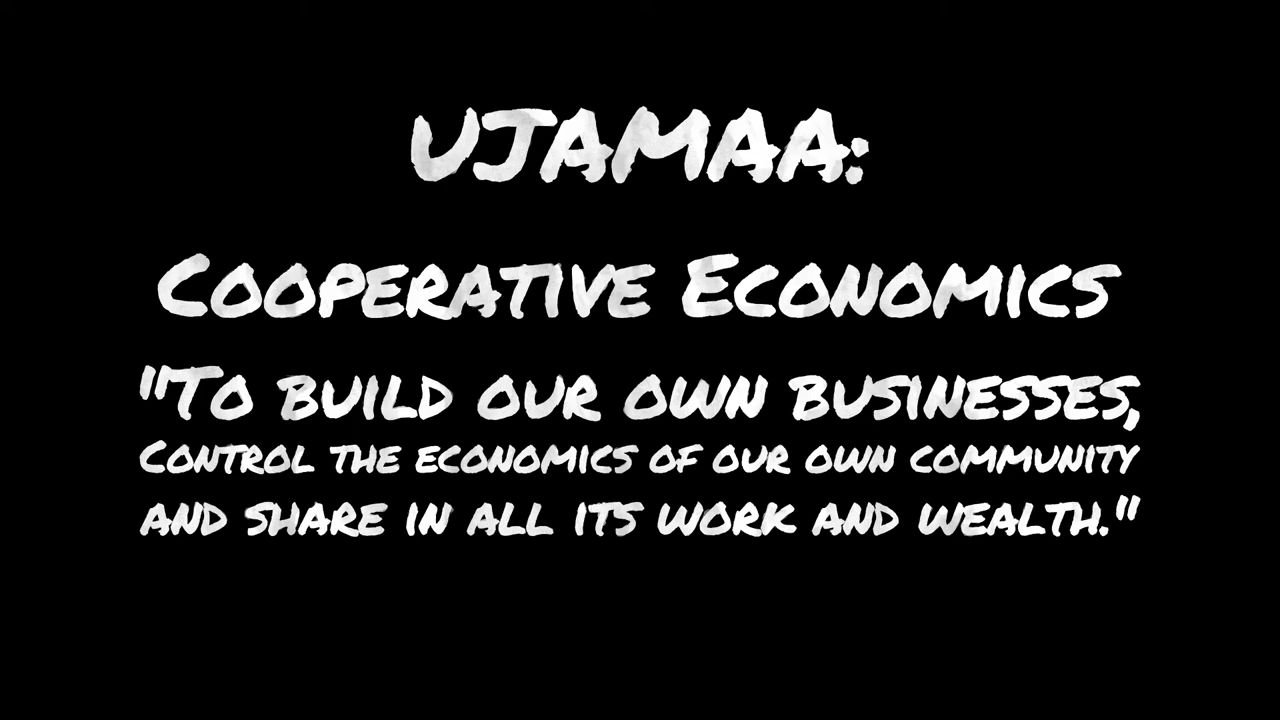 UJAMAA:
Cooperative Economics
"To build our own businesses,
Control the economics of our own community
and share in all its work and wealth."